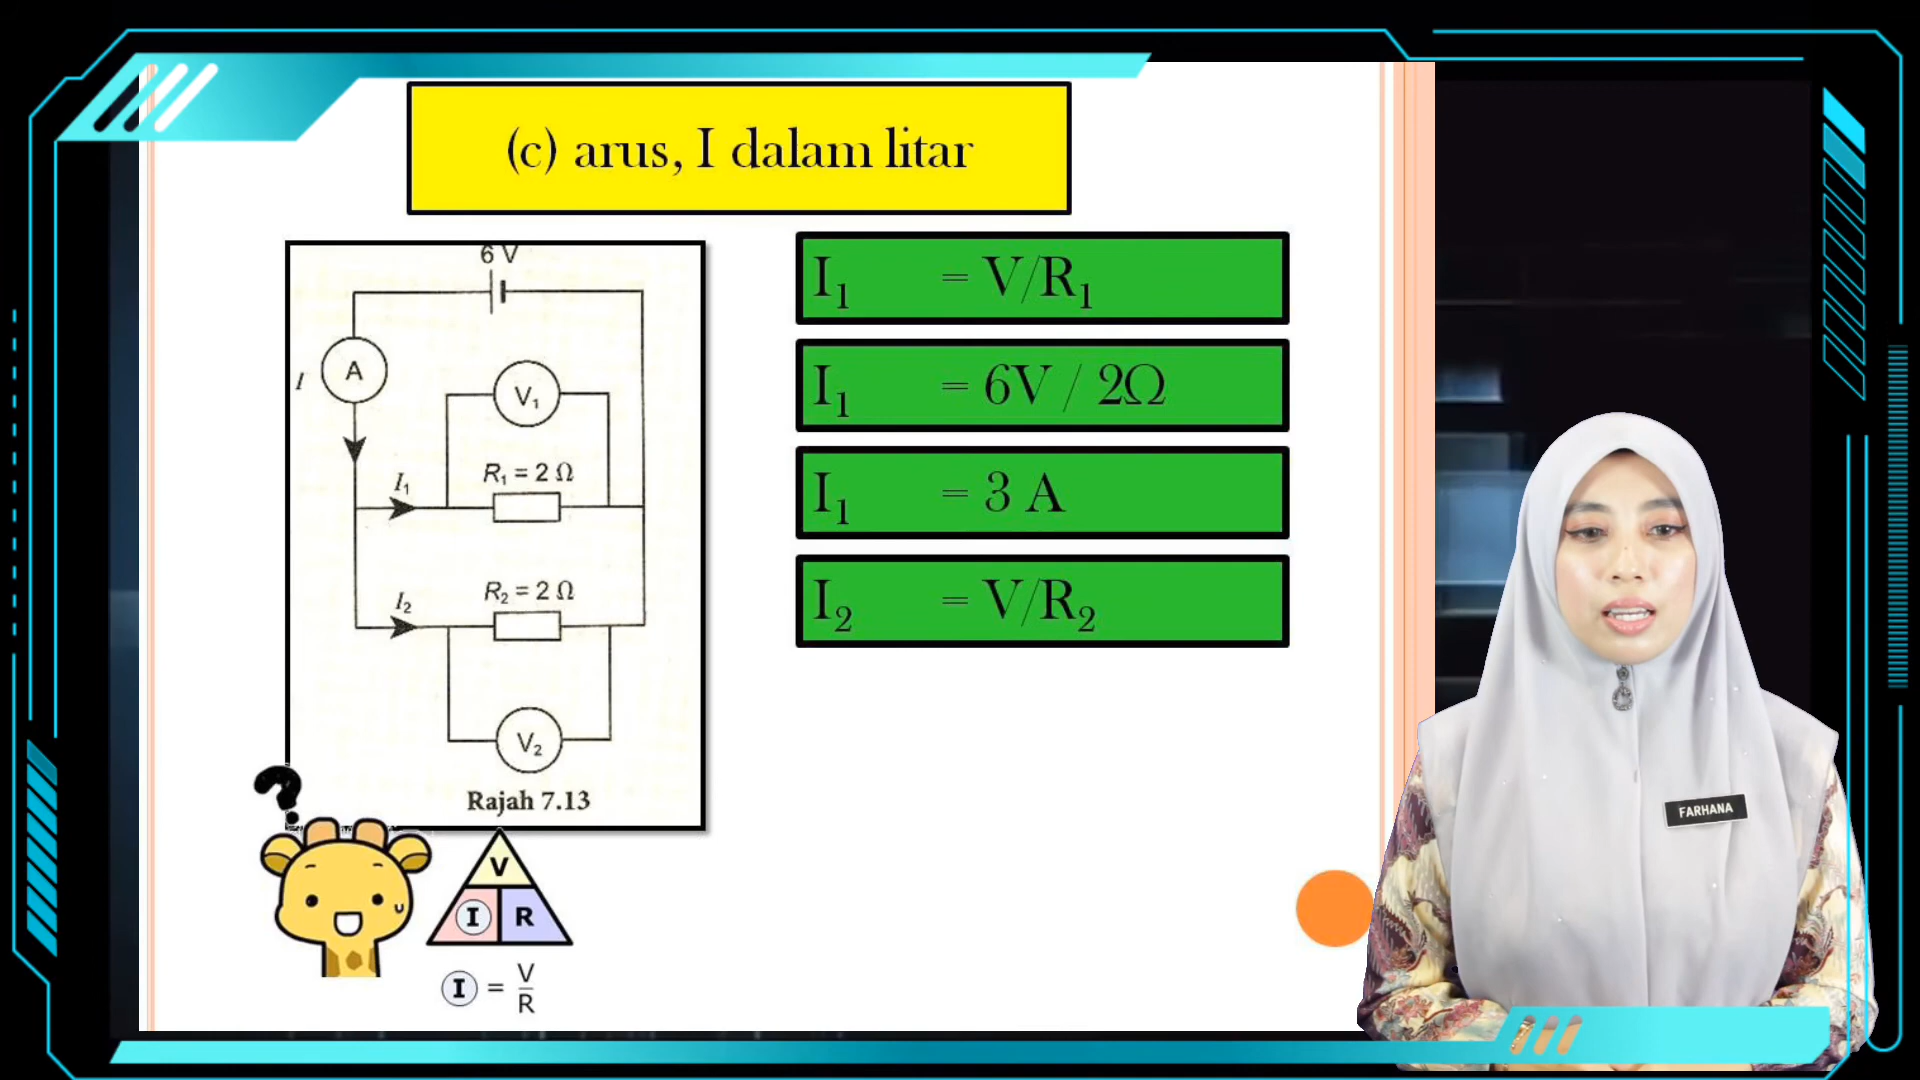 (c) arus, I dalam litar
6 V
A
I
V₁
R₁ = 2 Ω
I₁
R₂ = 2 Ω
I₂
V₂
Rajah 7.13
?
V
I R
I = V/R
I₁ = V/R₁
I₁ = 6V / 2Ω
I₁ = 3 A
I₂ = V/R₂
FARHANA